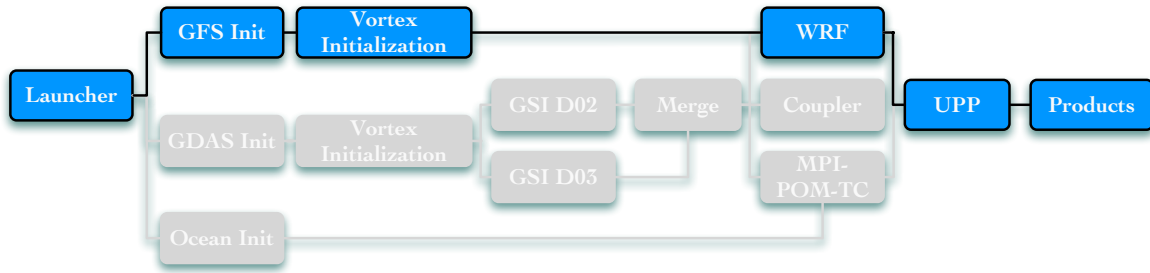 GFS Init
Vortex
Initialization
WRF
Launcher
GSI D02
Merge
Coupler
UPP
Products
GDAS Init
Vortex
Initialization
GSI D03
MPI-
POM-TC
Ocean Init